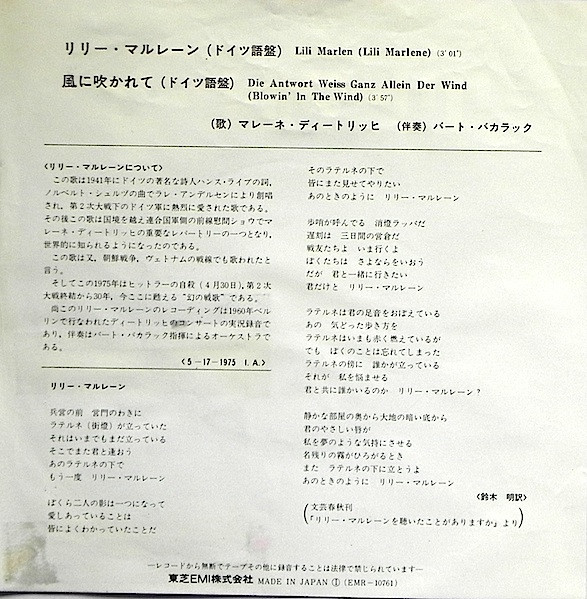 リリー・マルレーン(ドイツ語盤) Lili Marlen (Lili Marlene) (3′01″)
風に吹かれて(ドイツ語盤) Die Antwort Weiss Ganz Allein Der Wind
(Blowin' In The Wind) (3′57″)
(歌) マレーネ・ディートリッヒ (伴奏) バート・バカラック
〈リリー・マルレーンについて〉
この歌は1941年にドイツの著名な詩人ハンス・ライプの詞,
ノルベルト・シュルツの曲でラレ・アンデルセンにより創唱
され, 第2次大戦下のドイツ軍に熱烈に愛された歌である。
その後この歌は国境を越え連合国軍側の前線慰問ショウでマ
レーネ・ディートリッヒの重要なレパートリーの一つとなり,
世界的に知られるようになったのである。
この歌は又, 朝鮮戦争, ヴェトナムの戦線でも歌われたと
言う。
そしてこの1975年はヒットラーの自殺(4月30日), 第2次
大戦終結から30年, 今ここに甦える“幻の戦歌”である。
尚このリリー・マルレーンのレコーディングは1960年ベル
リンで行なわれたディートリッヒのコンサートの実況録音で
あり, 伴奏はバート・バカラック指揮によるオーケストラで
ある。
〈5-17-1975 I.A.〉
リリー・マルレーン
兵営の前 営門のわきに
ラテルネ(街燈)が立っていた
それはいまでもまだ立っている
そこでまた君と逢おう
あのラテルネの下で
もう一度 リリー・マルレーン
ぼくら二人の影は一つになって
愛しあっていることは
皆によくわかっていたことだ
そのラテルネの下で
皆にまた見せてやりたい
あのときのように リリー・マルレーン
歩哨が呼んでる 消燈ラッパだ
遅刻は 三日間の営倉だ
戦友たちよ いま行くよ
ぼくたちは さよならをいおう
だが 君と一緒に行きたい
君だけと リリー・マルレーン
ラテルネは君の足音をおぼえている
あの 気どった歩き方を
ラテルネはいまも赤く燃えているが
でも ぼくのことは忘れてしまった
ラテルネの傍に 誰かが立っている
それが 私を悩ませる
君と共に誰かいるのか リリー・マルレーン?
静かな部屋の奥から大地の暗い底から
君のやさしい唇が
私を夢のような気持にさせる
名残りの霧がひろがるとき
また ラテルネの下に立とうよ
あのときのように リリー・マルレーン
〈鈴木 明訳〉
(文芸春秋刊
『リリー・マルレーンを聴いたことがありますか』より)
―レコードから無断でテープその他に録音することは法律で禁じられています―
東芝EMI株式会社 MADE IN JAPAN Ⓘ (EMR-10761)